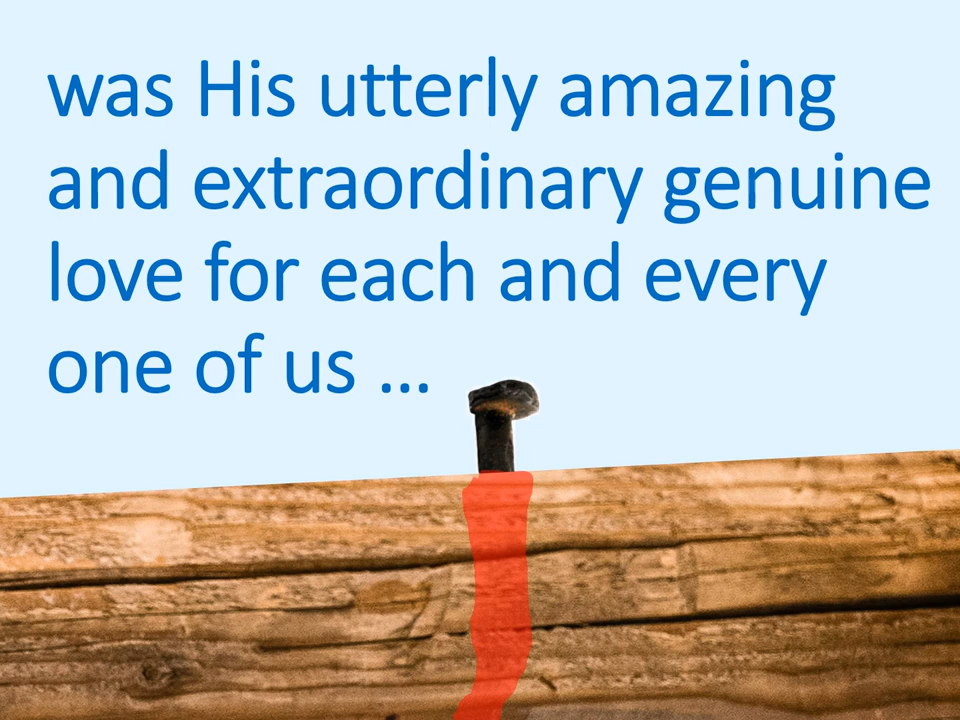 was His utterly amazing
and extraordinary genuine
love for each and every
one of us ...